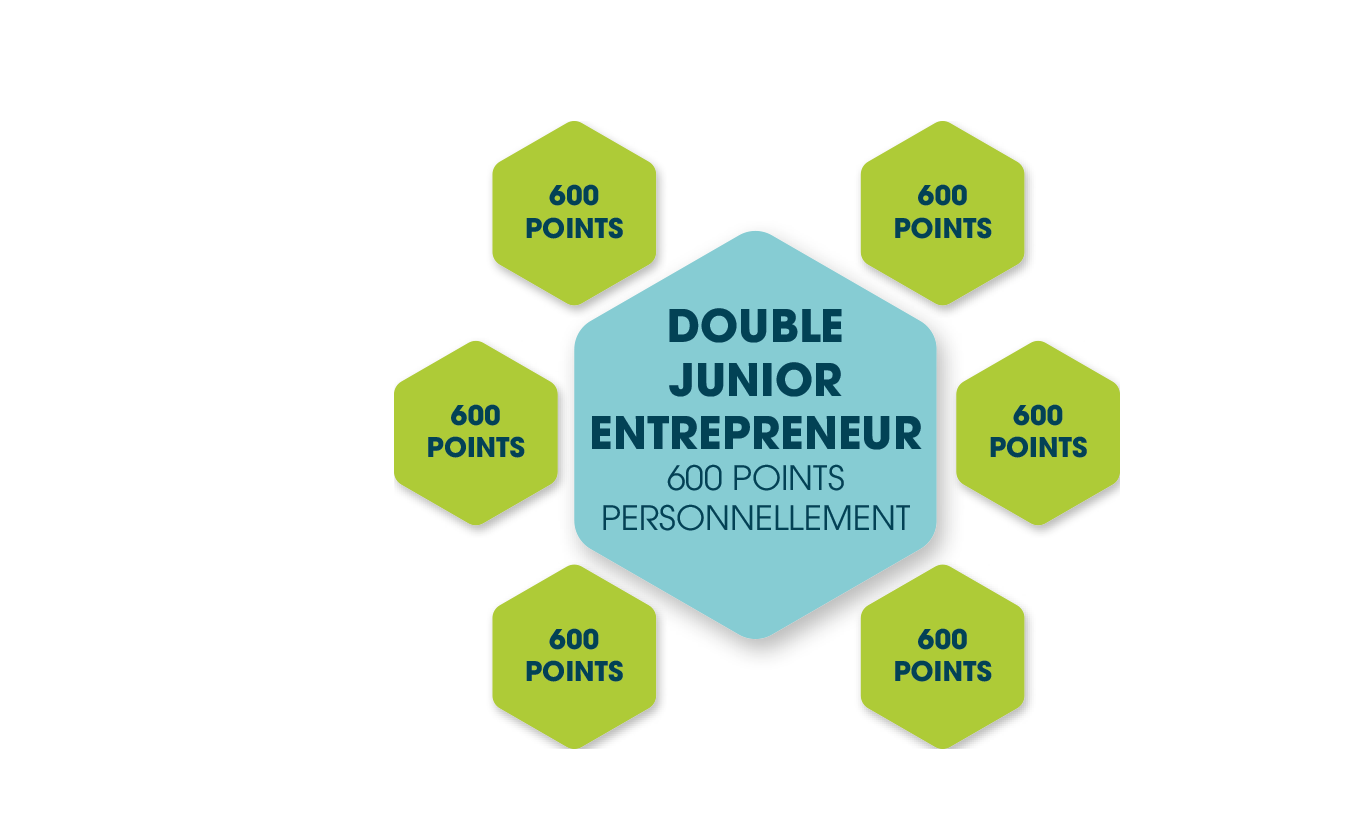 600
POINTS
600
POINTS
DOUBLE
JUNIOR
ENTREPRENEUR
600 POINTS
PERSONNELLEMENT
600
POINTS
600
POINTS
600
POINTS
600
POINTS